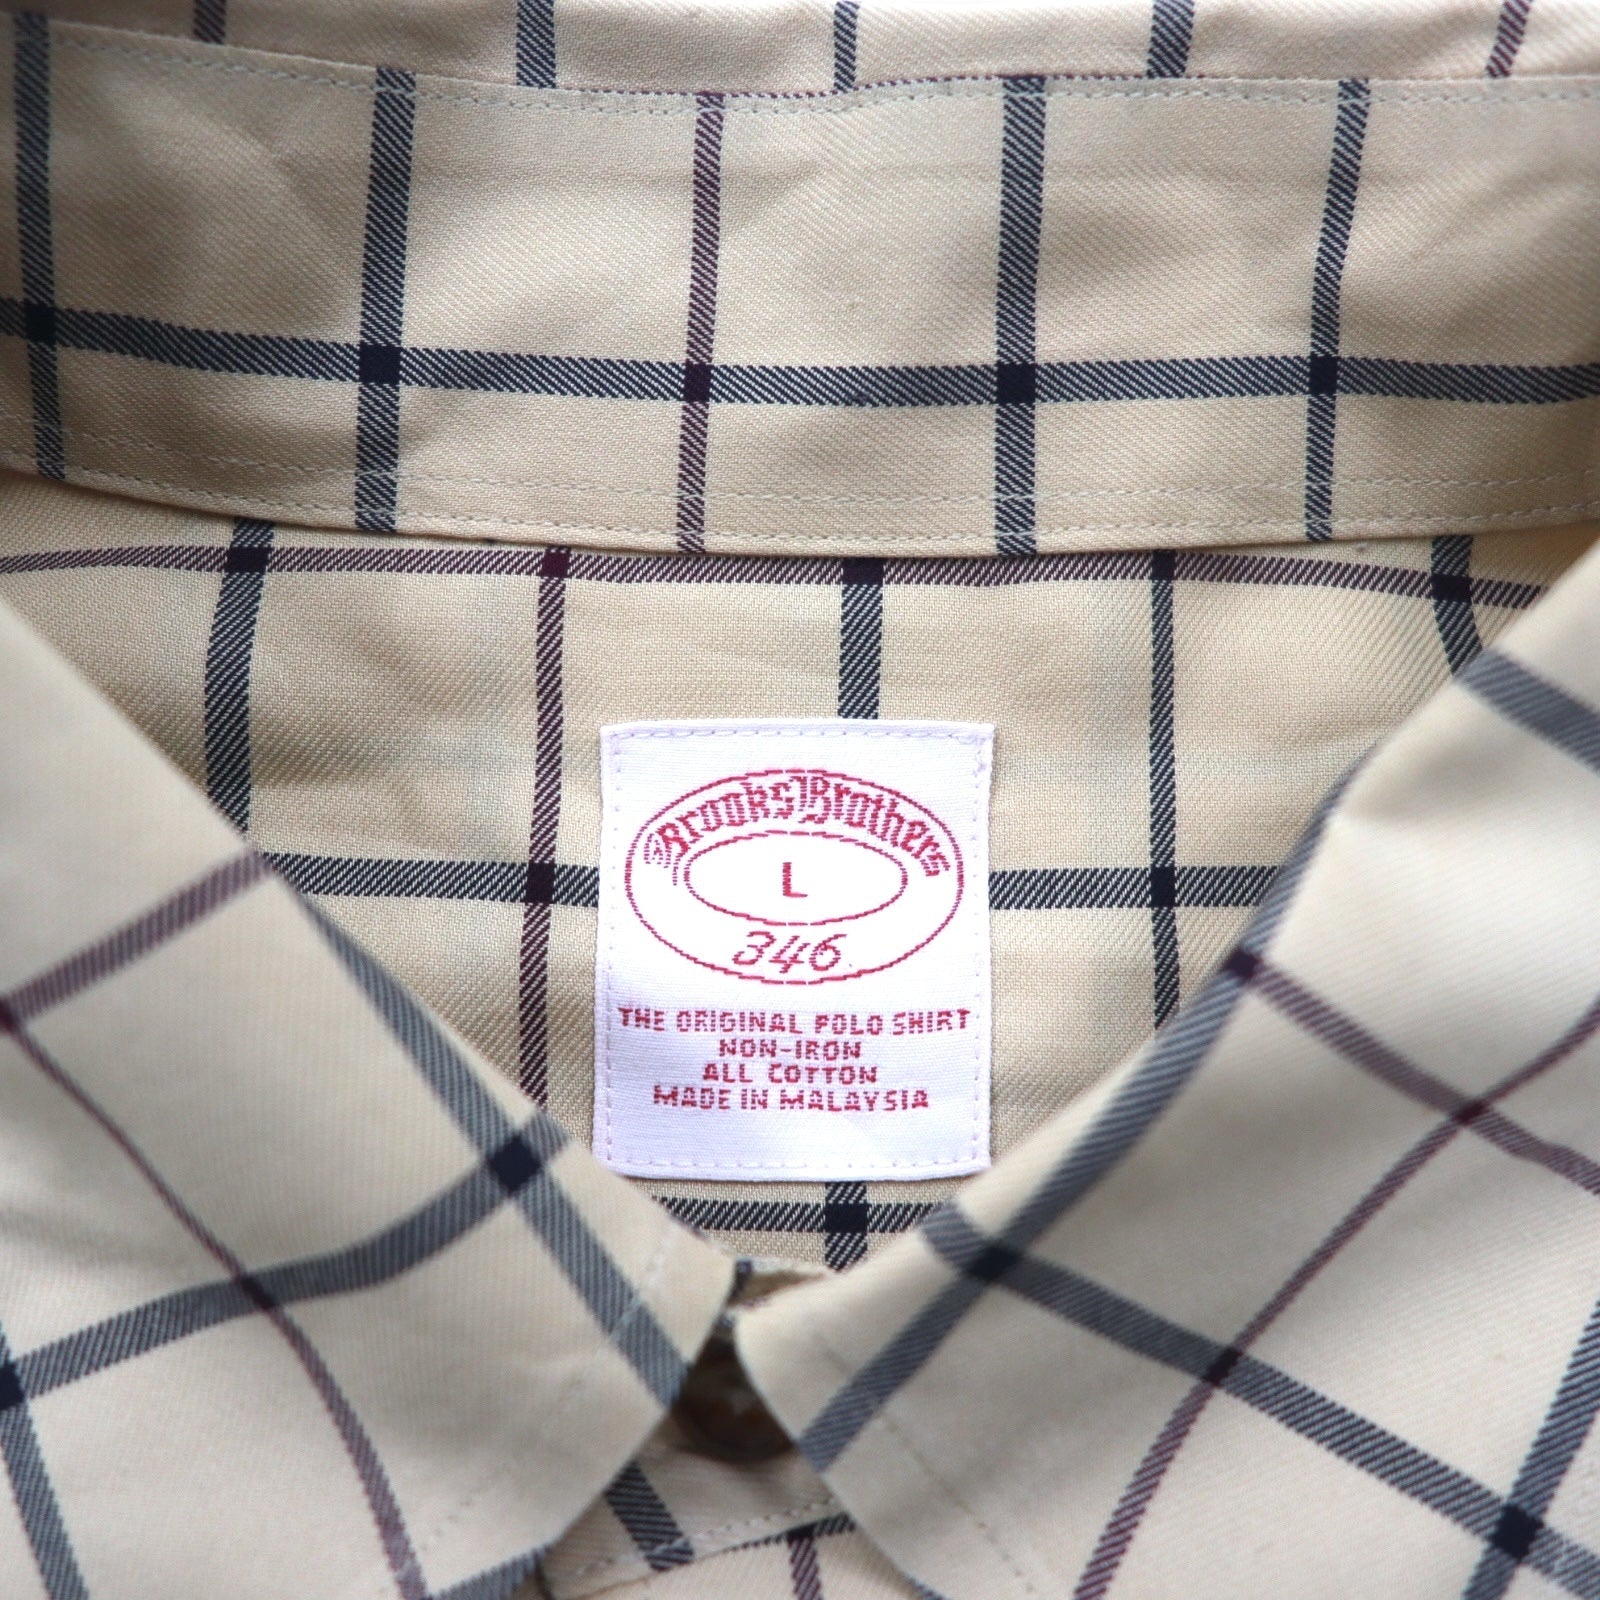 Brooks Brothers
L
346
THE ORIGINAL POLO SHIRT
NON-IRON
ALL COTTON
MADE IN MALAYSIA